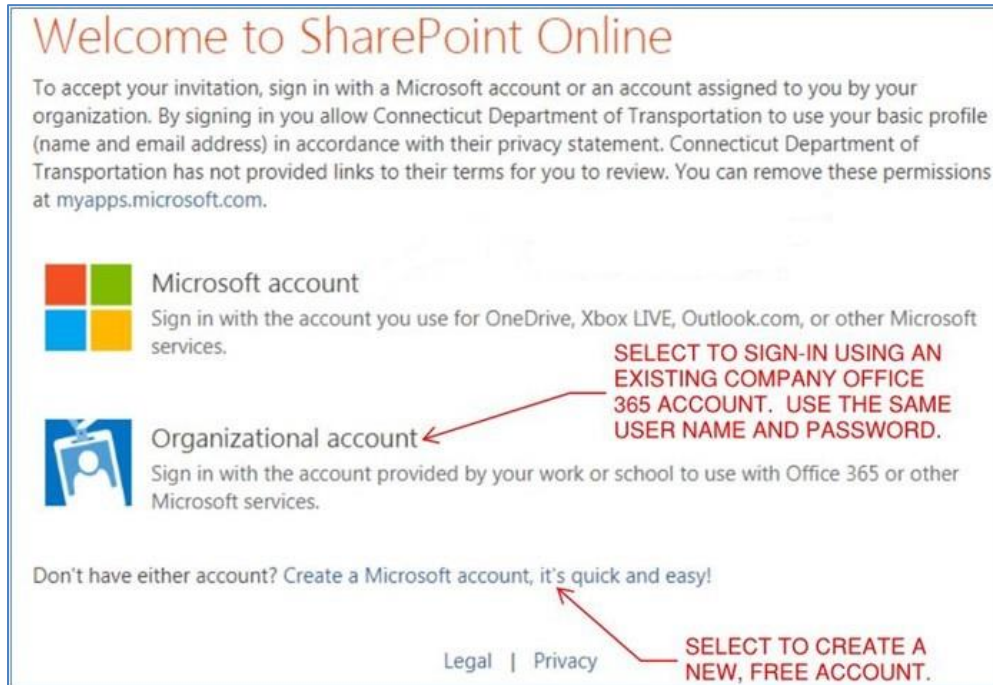 Welcome to SharePoint Online
To accept your invitation, sign in with a Microsoft account or an account assigned to you by your
organization. By signing in you allow Connecticut Department of Transportation to use your basic profile
(name and email address) in accordance with their privacy statement. Connecticut Department of
Transportation has not provided links to their terms for you to review. You can remove these permissions
at myapps.microsoft.com.
Microsoft account
Sign in with the account you use for OneDrive, Xbox LIVE, Outlook.com, or other Microsoft
services.
SELECT TO SIGN-IN USING AN
EXISTING COMPANY OFFICE
365 ACCOUNT. USE THE SAME
USER NAME AND PASSWORD.
Organizational account
Sign in with the account provided by your work or school to use with Office 365 or other
Microsoft services.
Don't have either account? Create a Microsoft account, it's quick and easy!
SELECT TO CREATE A
NEW, FREE ACCOUNT.
Legal | Privacy